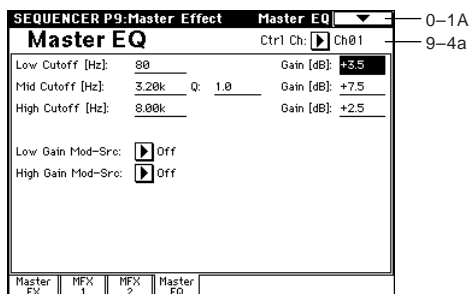 SEQUENCER P9:Master Effect Master EQ 0–1A
Master EQ Ctrl Ch: Ch01 9–4a
Low Cutoff [Hz]: 80 Gain [dB]: +3.5
Mid Cutoff [Hz]: 3.20k Q: 1.0 Gain [dB]: +7.5
High Cutoff [Hz]: 8.00k Gain [dB]: +2.5
Low Gain Mod-Src: Off
High Gain Mod-Src: Off
Master MFX MFX Master
FX 1 2 EQ